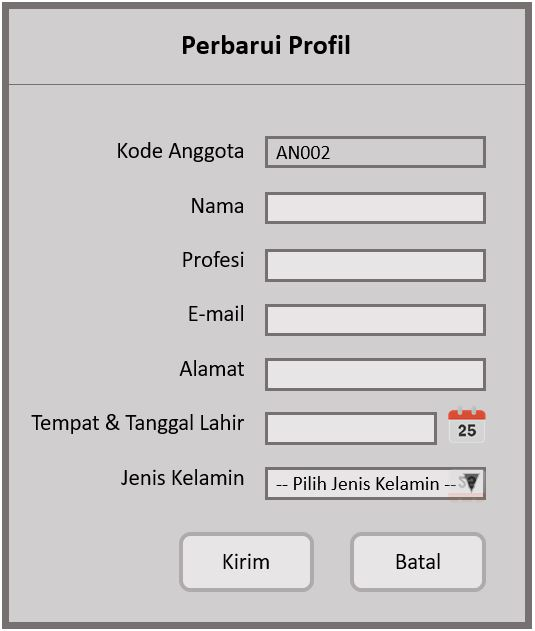 Perbarui Profil
Kode Anggota AN002
Nama
Profesi
E-mail
Alamat
Tempat & Tanggal Lahir 25
Jenis Kelamin -- Pilih Jenis Kelamin --
Kirim Batal